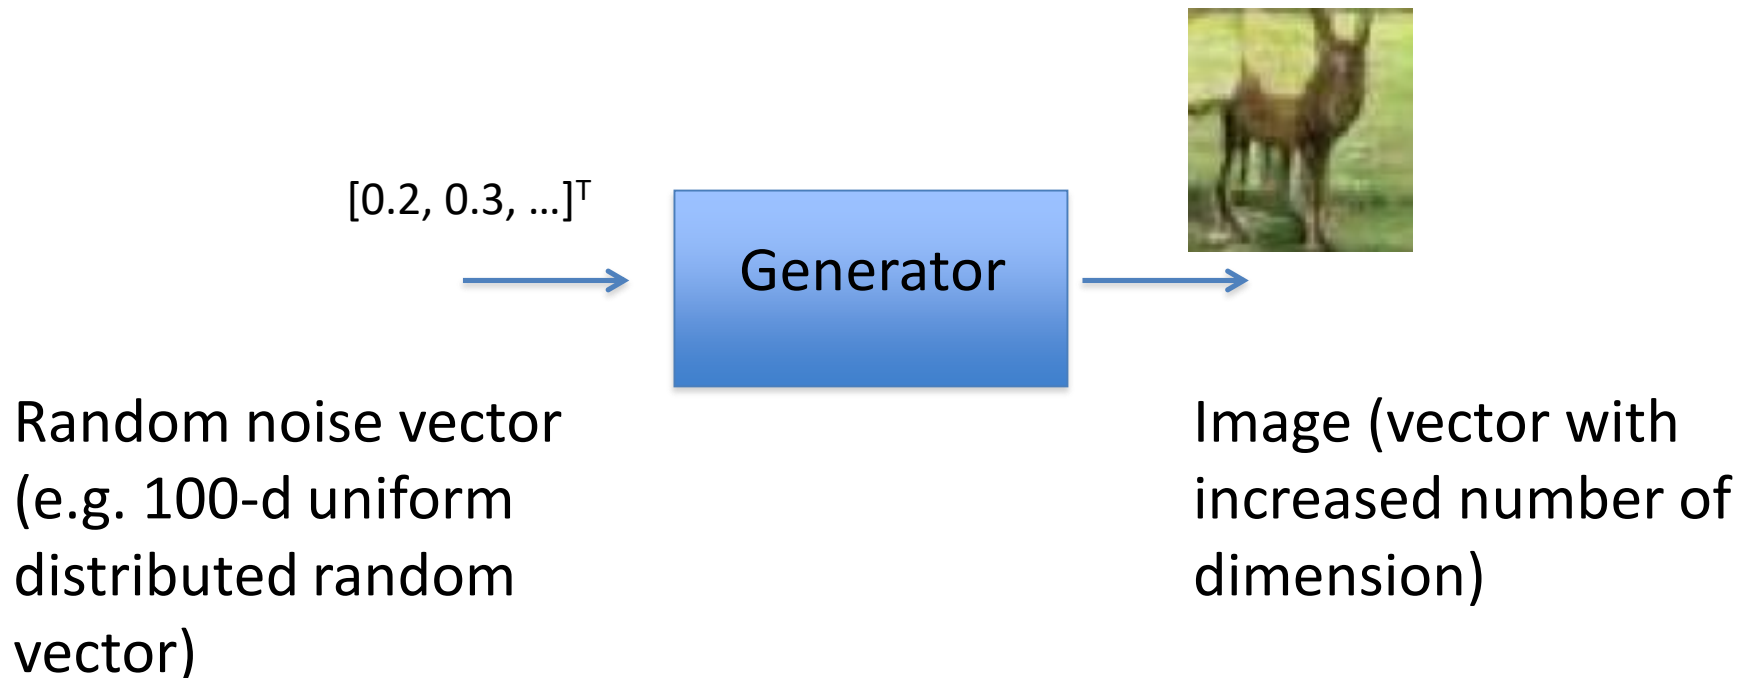 [0.2, 0.3, …]ᵀ
Generator
Random noise vector
(e.g. 100-d uniform
distributed random
vector)
Image (vector with
increased number of
dimension)